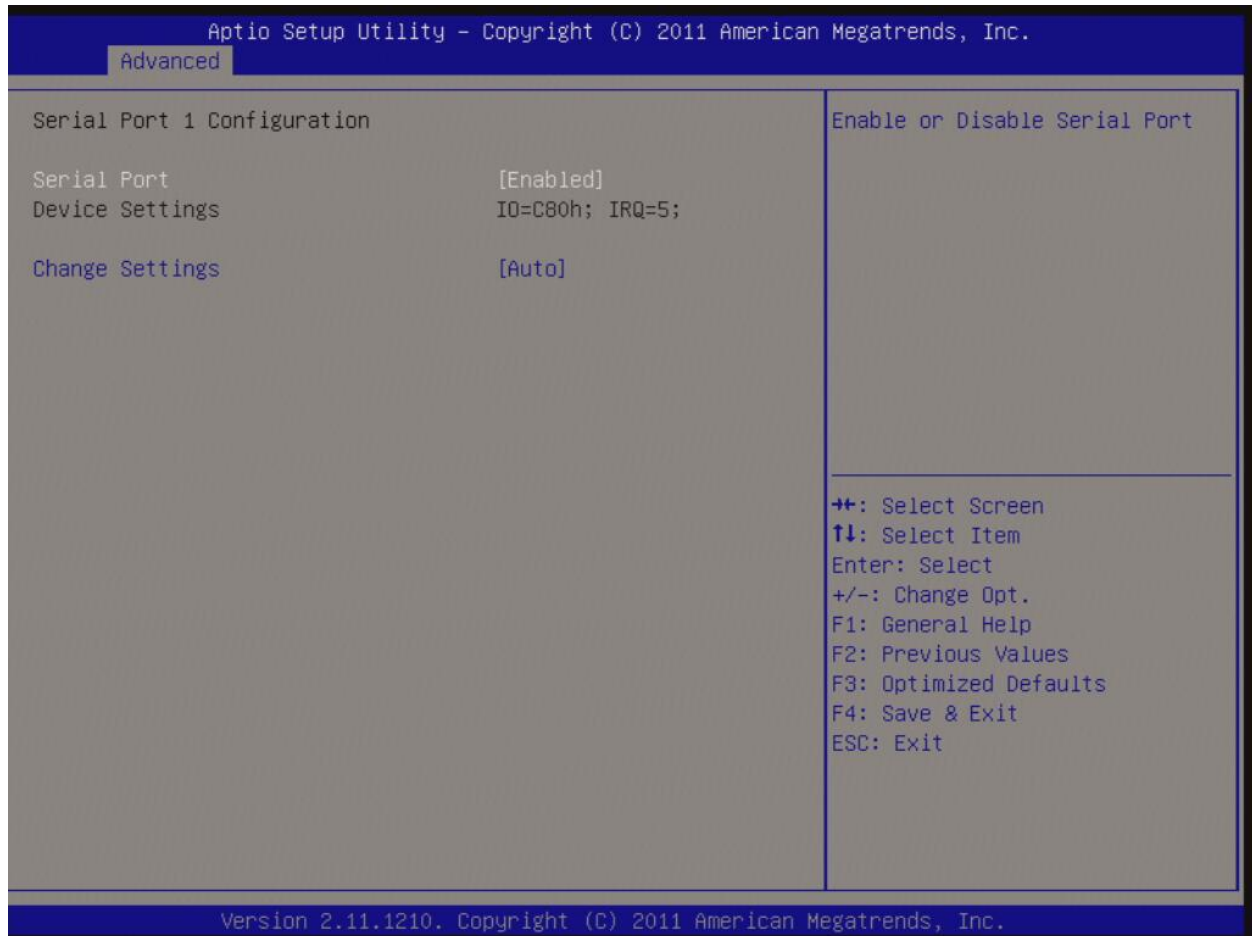 Aptio Setup Utility – Copyright (C) 2011 American Megatrends, Inc.
Advanced
Serial Port 1 Configuration
Serial Port [Enabled]
Device Settings IO=C80h; IRQ=5;
Change Settings [Auto]
Enable or Disable Serial Port
→←: Select Screen
↑↓: Select Item
Enter: Select
+/-: Change Opt.
F1: General Help
F2: Previous Values
F3: Optimized Defaults
F4: Save & Exit
ESC: Exit
Version 2.11.1210. Copyright (C) 2011 American Megatrends, Inc.